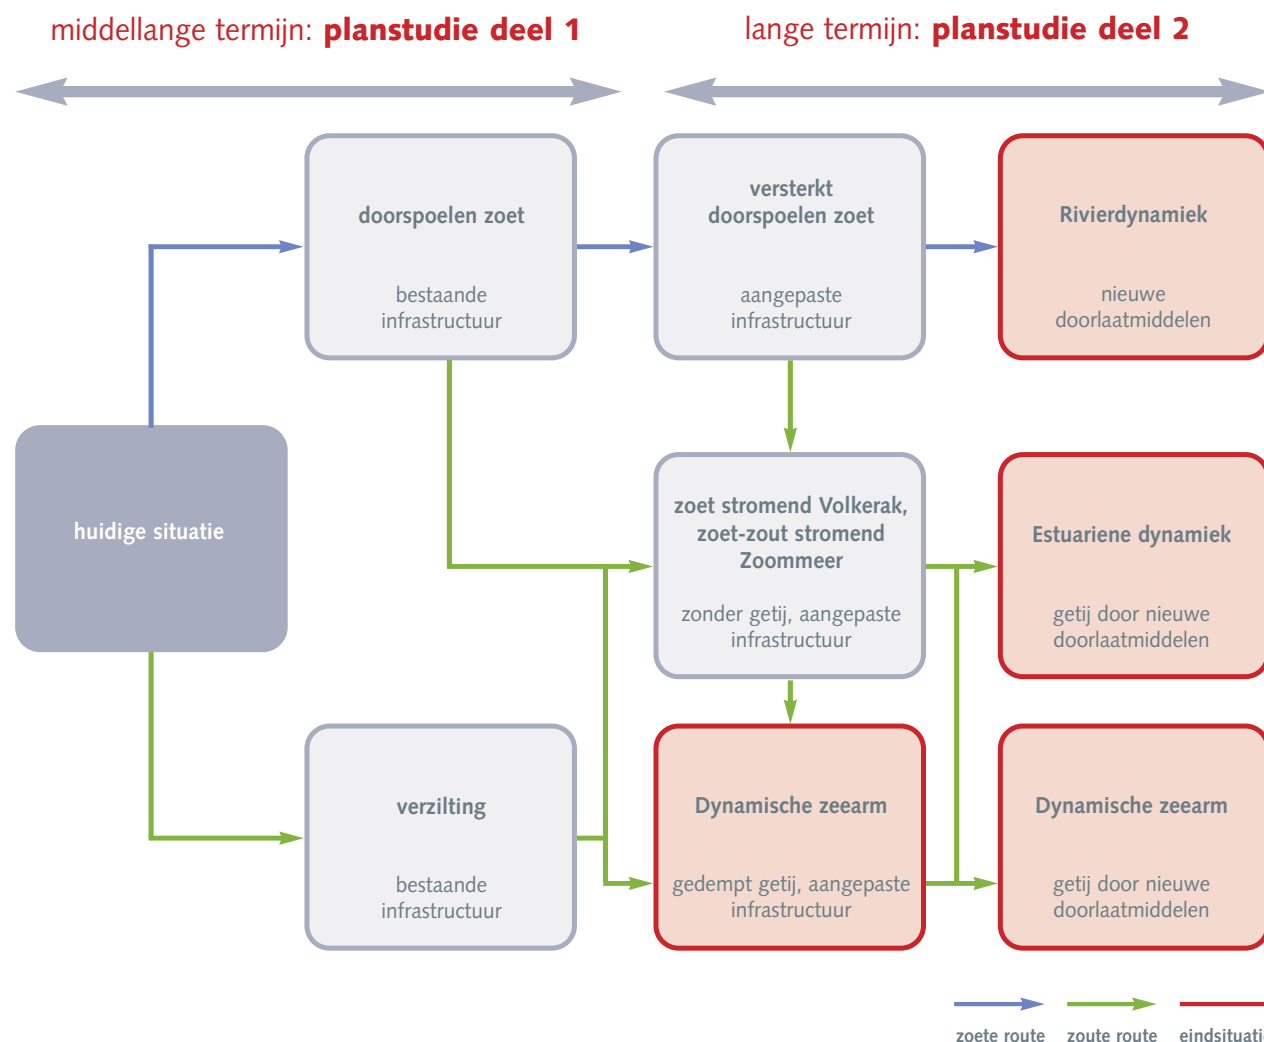 middellange termijn: planstudie deel 1
lange termijn: planstudie deel 2
doorspoelen zoet
bestaande
infrastructuur
versterkt
doorspoelen zoet
aangepaste
infrastructuur
Rivierdynamiek
nieuwe
doorlaatmiddelen
huidige situatie
zoet stromend Volkerak,
zoet-zout stromend
Zoommeer
zonder getij, aangepaste
infrastructuur
Estuariene dynamiek
getij door nieuwe
doorlaatmiddelen
verzilting
bestaande
infrastructuur
Dynamische zeearm
gedempt getij, aangepaste
infrastructuur
Dynamische zeearm
getij door nieuwe
doorlaatmiddelen
zoete route
zoute route
eindsituatie